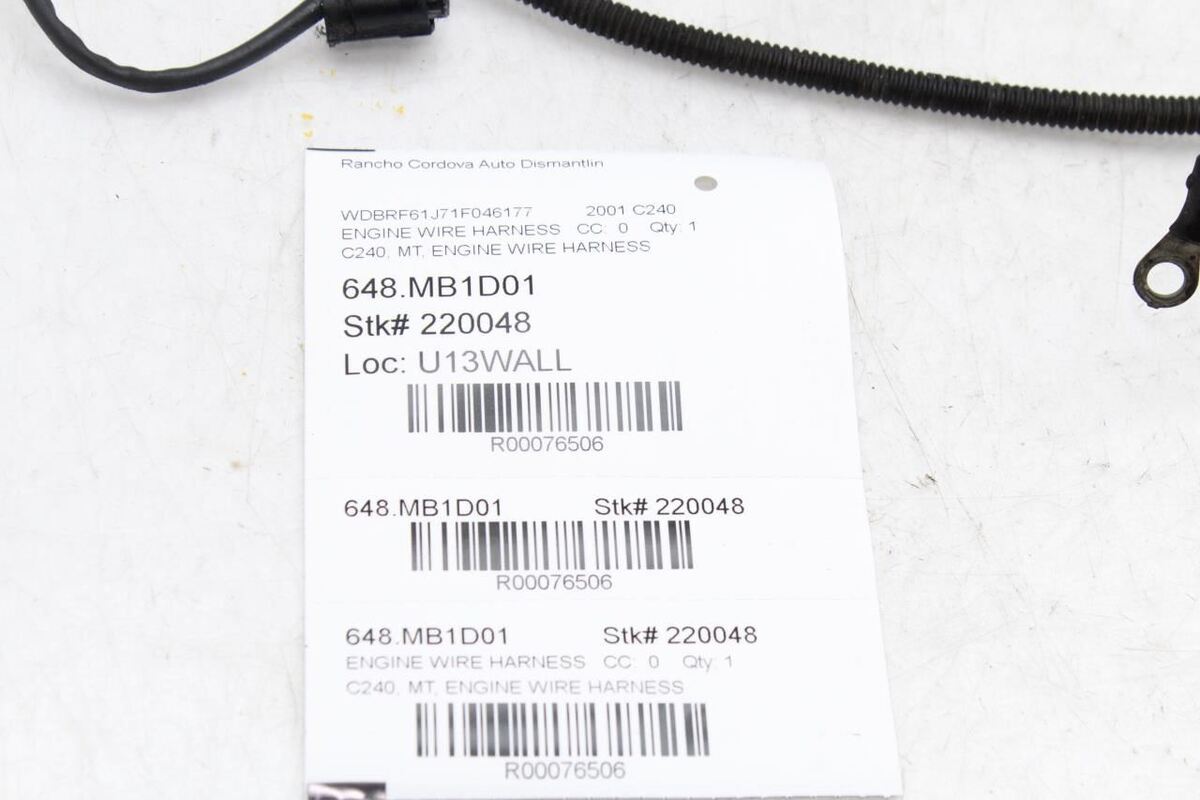 Rancho Cordova Auto Dismantlin
WDBRF61J71F046177 2001 C240
ENGINE WIRE HARNESS CC: 0 Qty: 1
C240, MT, ENGINE WIRE HARNESS
648.MB1D01
Stk# 220048
Loc: U13WALL
R00076506
648.MB1D01 Stk# 220048
R00076506
648.MB1D01 Stk# 220048
ENGINE WIRE HARNESS CC: 0 Qty: 1
C240, MT, ENGINE WIRE HARNESS
R00076506